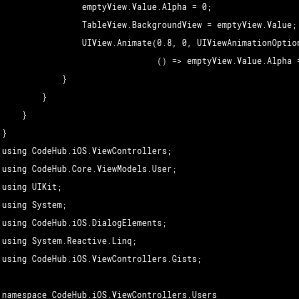 emptyView.Value.Alpha = 0;
TableView.BackgroundView = emptyView.Value;
UIView.Animate(0.8, 0, UIViewAnimationOption
() => emptyView.Value.Alpha =
}
}
}
}
using CodeHub.iOS.ViewControllers;
using CodeHub.Core.ViewModels.User;
using UIKit;
using System;
using CodeHub.iOS.DialogElements;
using System.Reactive.Linq;
using CodeHub.iOS.ViewControllers.Gists;
namespace CodeHub.iOS.ViewControllers.Users